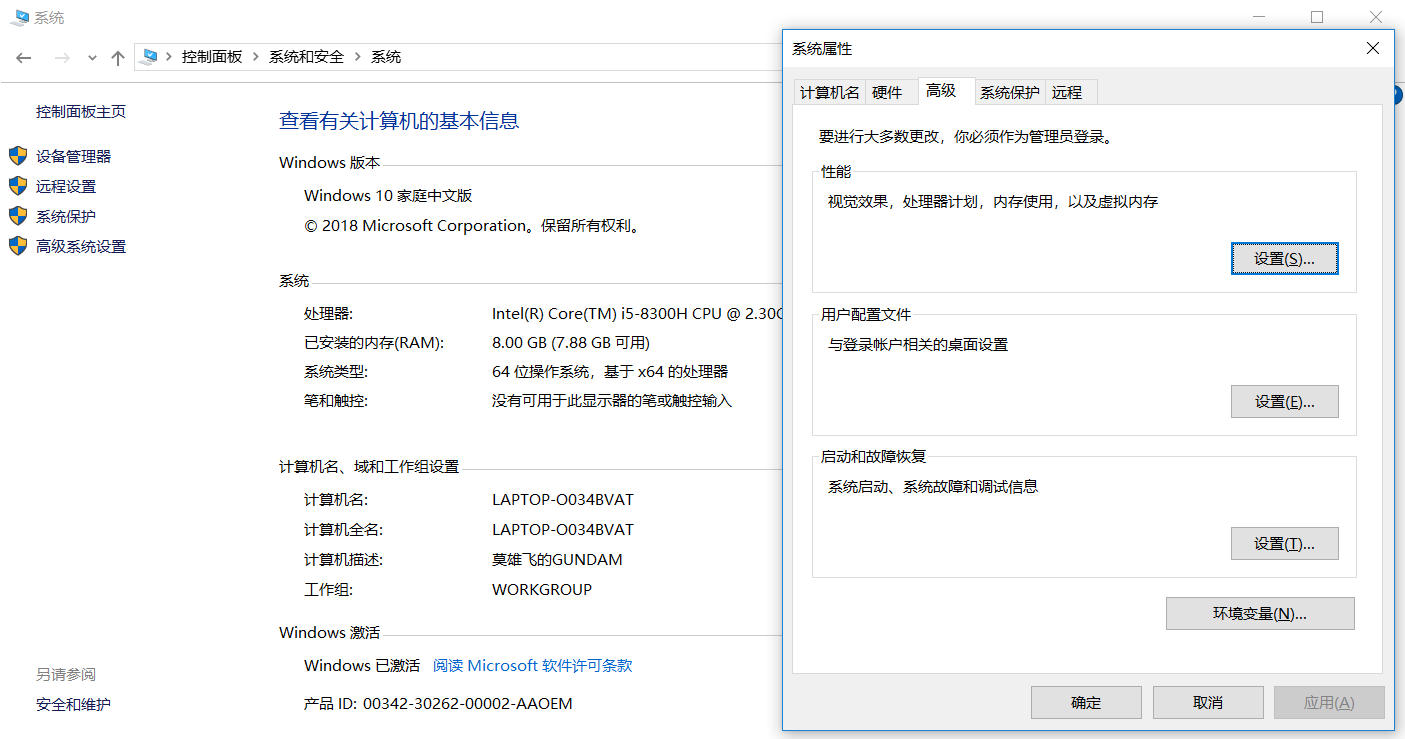 系统
控制面板 系统和安全 系统
控制面板主页
设备管理器
远程设置
系统保护
高级系统设置
另请参阅
安全和维护
查看有关计算机的基本信息
Windows 版本
Windows 10 家庭中文版
© 2018 Microsoft Corporation。保留所有权利。
系统
处理器: Intel(R) Core(TM) i5-8300H CPU @ 2.30G
已安装的内存(RAM): 8.00 GB (7.88 GB 可用)
系统类型: 64 位操作系统，基于 x64 的处理器
笔和触控: 没有可用于此显示器的笔或触控输入
计算机名、域和工作组设置
计算机名: LAPTOP-O034BVAT
计算机全名: LAPTOP-O034BVAT
计算机描述: 莫雄飞的GUNDAM
工作组: WORKGROUP
Windows 激活
Windows 已激活 阅读 Microsoft 软件许可条款
产品 ID: 00342-30262-00002-AAOEM
系统属性
计算机名 硬件 高级 系统保护 远程
要进行大多数更改，你必须作为管理员登录。
性能
视觉效果，处理器计划，内存使用，以及虚拟内存
设置(S)...
用户配置文件
与登录帐户相关的桌面设置
设置(E)...
启动和故障恢复
系统启动、系统故障和调试信息
设置(T)...
环境变量(N)...
确定 取消 应用(A)